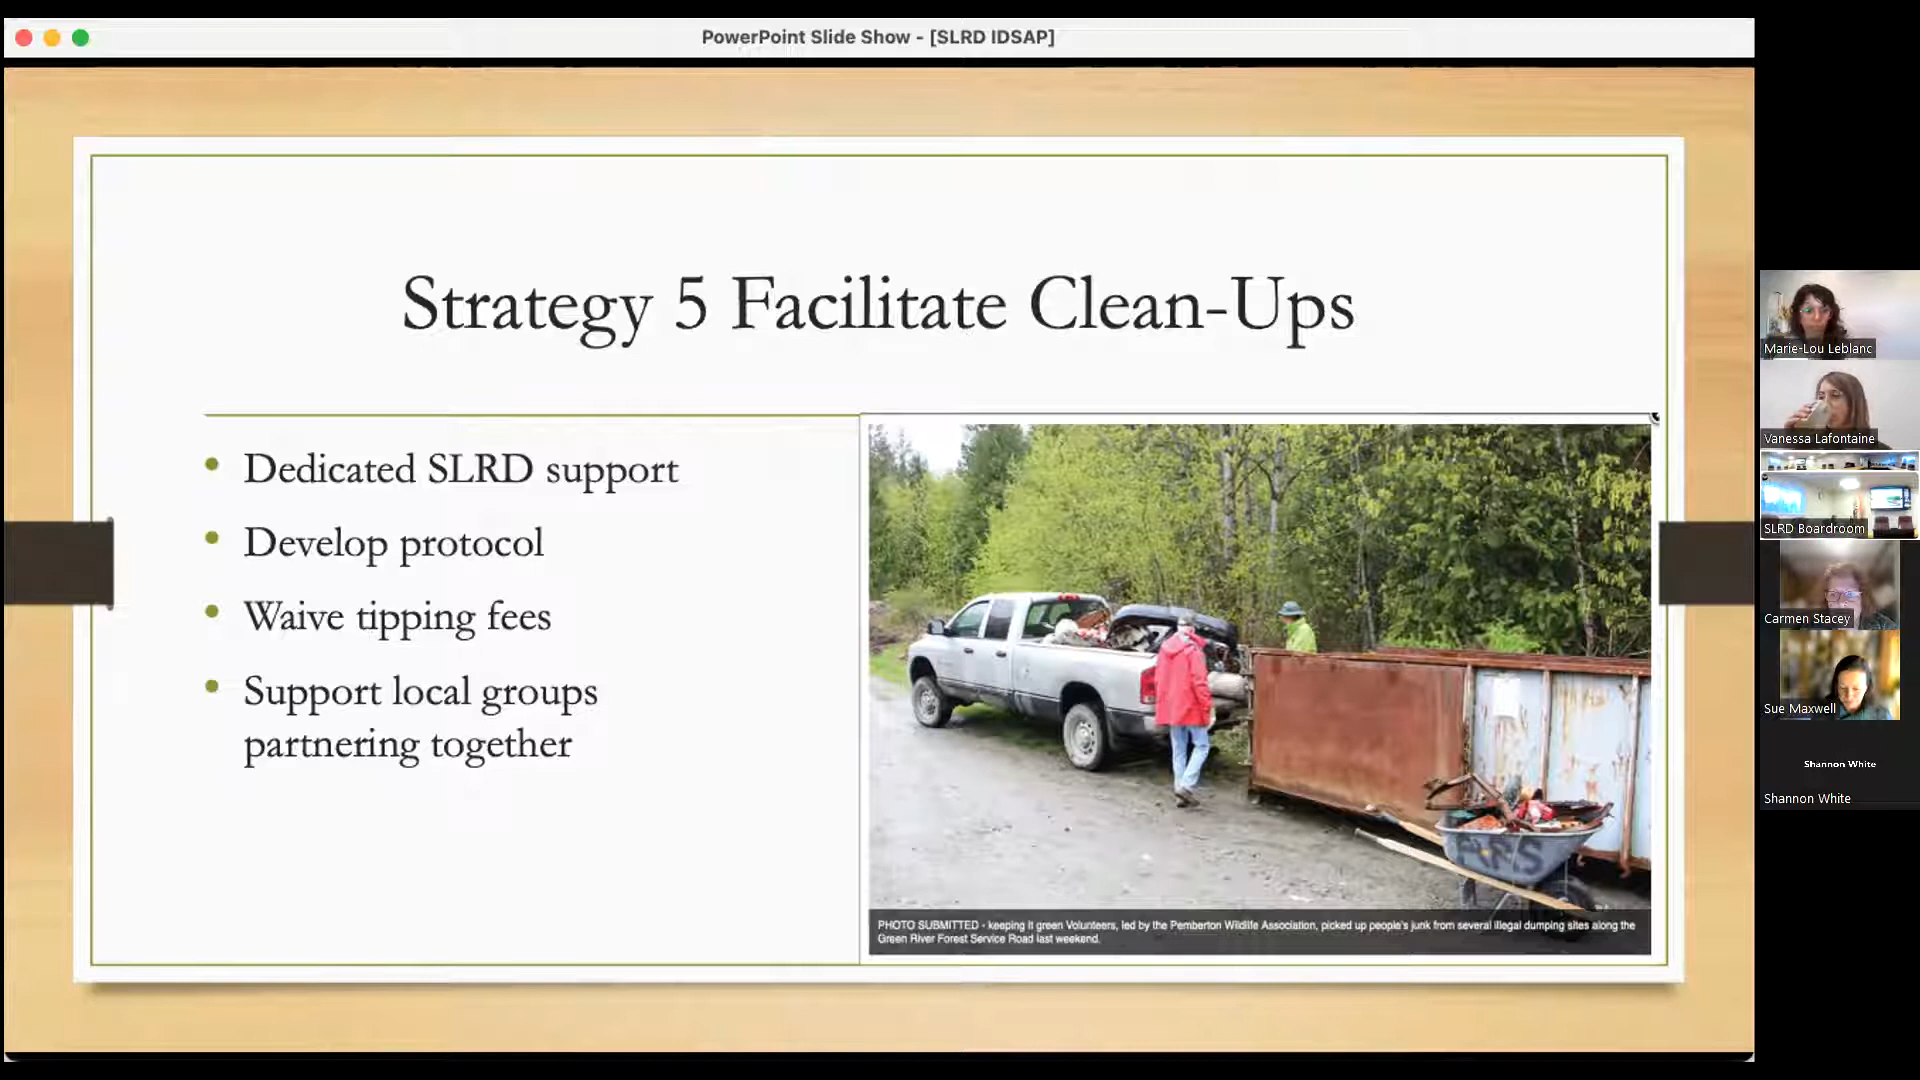 PowerPoint Slide Show - [SLRD IDSAP]
Strategy 5 Facilitate Clean-Ups
Dedicated SLRD support
Develop protocol
Waive tipping fees
Support local groups
partnering together
ARS
PHOTO SUBMITTED - keeping it green Volunteers, led by the Pemberton Wildlife Association, picked up people's junk from several illegal dumping sites along the
Green River Forest Service Road last weekend.
Marie-Lou Leblanc
Vanessa Lafontaine
SLRD Boardroom
Carmen Stacey
Sue Maxwell
Shannon White
Shannon White